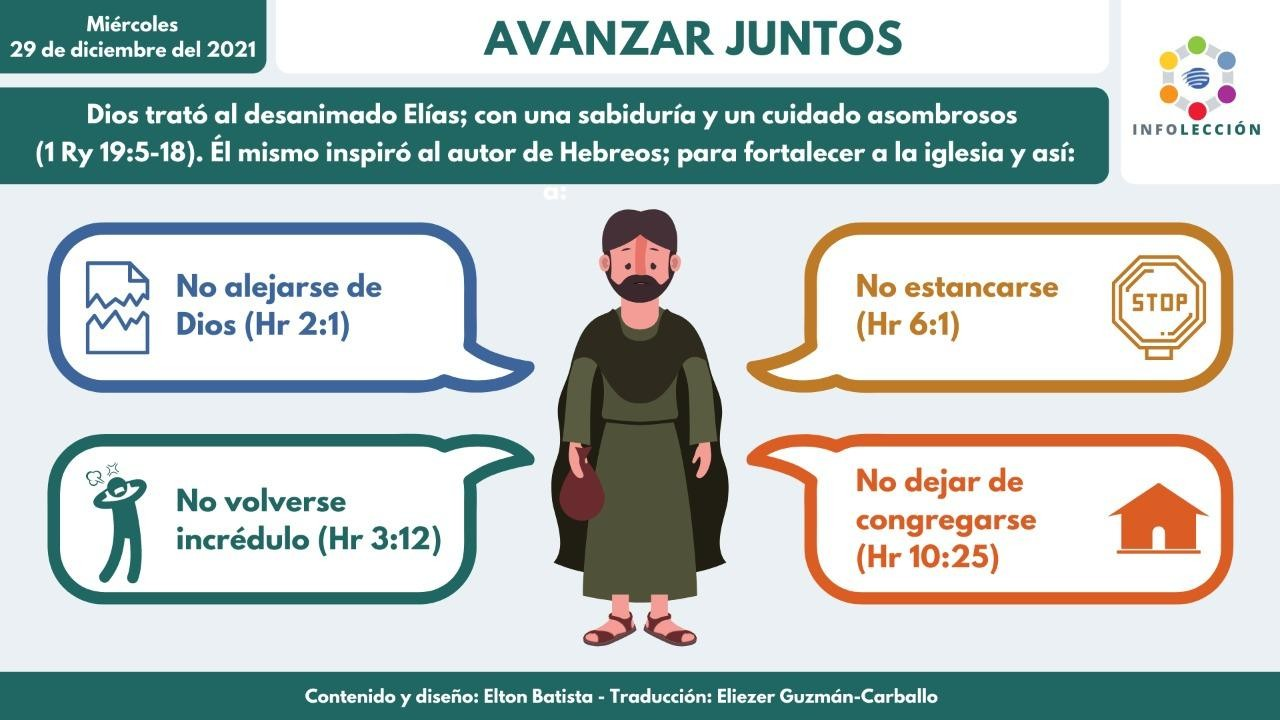 Miércoles
29 de diciembre del 2021
AVANZAR JUNTOS
INFOLECCIÓN
Dios trató al desanimado Elías; con una sabiduría y un cuidado asombrosos
(1 Ry 19:5-18). Él mismo inspiró al autor de Hebreos; para fortalecer a la iglesia y así:
a:
No alejarse de
Dios (Hr 2:1)
No estancarse
(Hr 6:1)
STOP
No volverse
incrédulo (Hr 3:12)
No dejar de
congregarse
(Hr 10:25)
Contenido y diseño: Elton Batista - Traducción: Eliezer Guzmán-Carballo